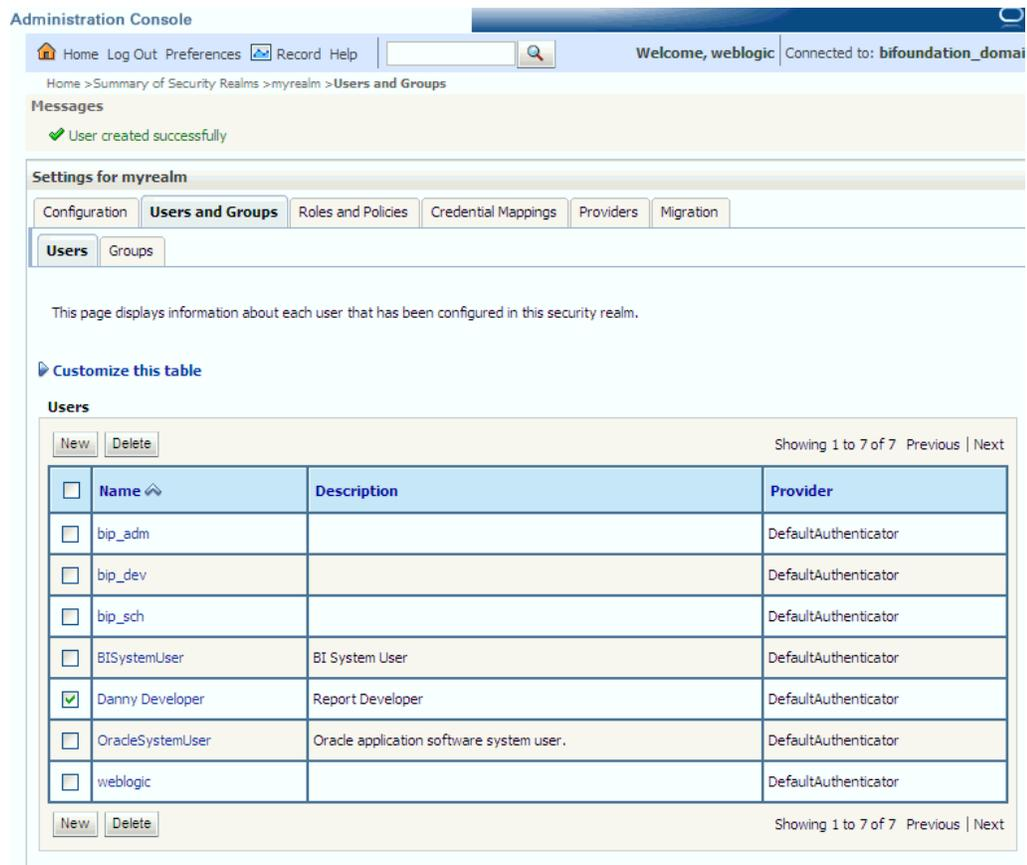 Administration Console
Home Log Out Preferences Record Help
Welcome, weblogic Connected to: bifoundation_domai
Home >Summary of Security Realms >myrealm >Users and Groups
Messages
User created successfully
Settings for myrealm
Configuration Users and Groups Roles and Policies Credential Mappings Providers Migration
Users Groups
This page displays information about each user that has been configured in this security realm.
Customize this table
Users
New Delete Showing 1 to 7 of 7 Previous | Next
Name Description Provider
bip_adm DefaultAuthenticator
bip_dev DefaultAuthenticator
bip_sch DefaultAuthenticator
BISystemUser BI System User DefaultAuthenticator
Danny Developer Report Developer DefaultAuthenticator
OracleSystemUser Oracle application software system user. DefaultAuthenticator
weblogic DefaultAuthenticator
New Delete Showing 1 to 7 of 7 Previous | Next